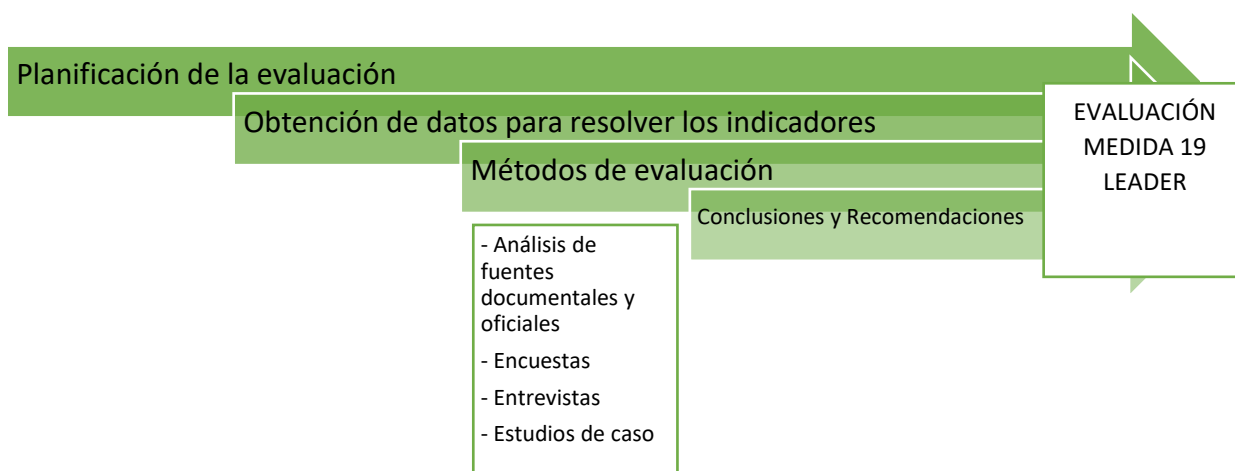 Planificación de la evaluación
Obtención de datos para resolver los indicadores
Métodos de evaluación
Conclusiones y Recomendaciones
EVALUACIÓN
MEDIDA 19
LEADER
- Análisis de
fuentes
documentales y
oficiales
- Encuestas
- Entrevistas
- Estudios de caso